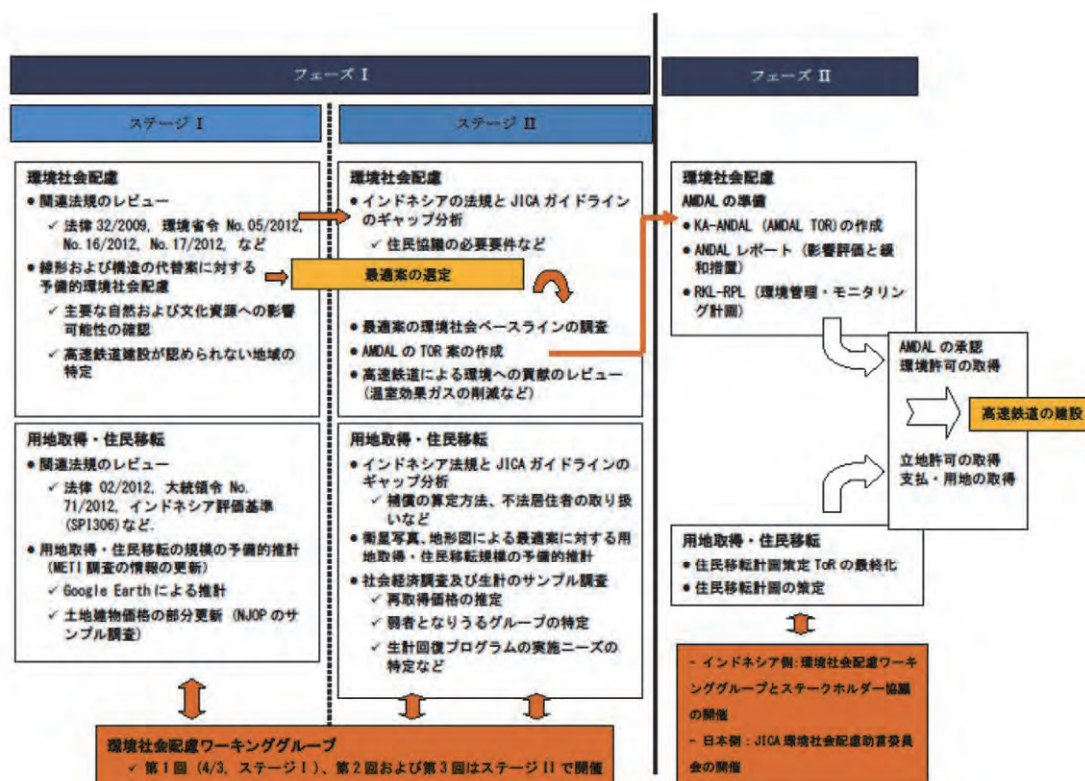 フェーズ I
フェーズ II
ステージ I
ステージ II
環境社会配慮
● 関連法規のレビュー
✓ 法律 32/2009, 環境省令 No.05/2012,
No.16/2012, No.17/2012, など
● 線形および構造の代替案に対する
予備的環境社会配慮
✓ 主要な自然および文化資源への影響
可能性の確認
✓ 高速鉄道建設が認められない地域の
特定
用地取得・住民移転
● 関連法規のレビュー
✓ 法律 02/2012, 大統領令 No.
71/2012, インドネシア評価基準
(SPI306)など.
● 用地取得・住民移転の規模の予備的推計
(METI 調査の情報の更新)
✓ Google Earth による推計
✓ 土地建物価格の部分更新 (NJOP のサ
ンプル調査)
環境社会配慮
● インドネシアの法規と JICA ガイドライン
のギャップ分析
✓ 住民協議の必要要件など
最適案の選定
● 最適案の環境社会ベースラインの調査
● AMDAL の TOR 案の作成
● 高速鉄道による環境への貢献のレビュー
(温室効果ガスの削減など)
用地取得・住民移転
● インドネシア法規と JICA ガイドラインの
ギャップ分析
✓ 補償の算定方法、不法居住者の取り扱
いなど
● 衛星写真、地形図による最適案に対する用
地取得・住民移転規模の予備的推計
● 社会経済調査及び生計のサンプル調査
✓ 再取得価格の推定
✓ 弱者となりうるグループの特定
✓ 生計回復プログラムの実施ニーズの
特定など
環境社会配慮ワーキンググループ
✓ 第1回 (4/3, ステージ I )、第2回および第3回はステージ II で開催
環境社会配慮
AMDAL の準備
● KA-ANDAL (AMDAL TOR)の作成
● ANDAL レポート (影響評価と緩
和措置)
● RKL-RPL (環境管理・モニタリン
グ計画)
AMDAL の承認
環境許可の取得
高速鉄道の建設
立地許可の取得
支払・用地の取得
用地取得・住民移転
● 住民移転計画策定 ToR の最終化
● 住民移転計画の策定
- インドネシア側:環境社会配慮ワーキ
ンググループとステークホルダー協議
の開催
- 日本側：JICA 環境社会配慮助言委員
会の開催